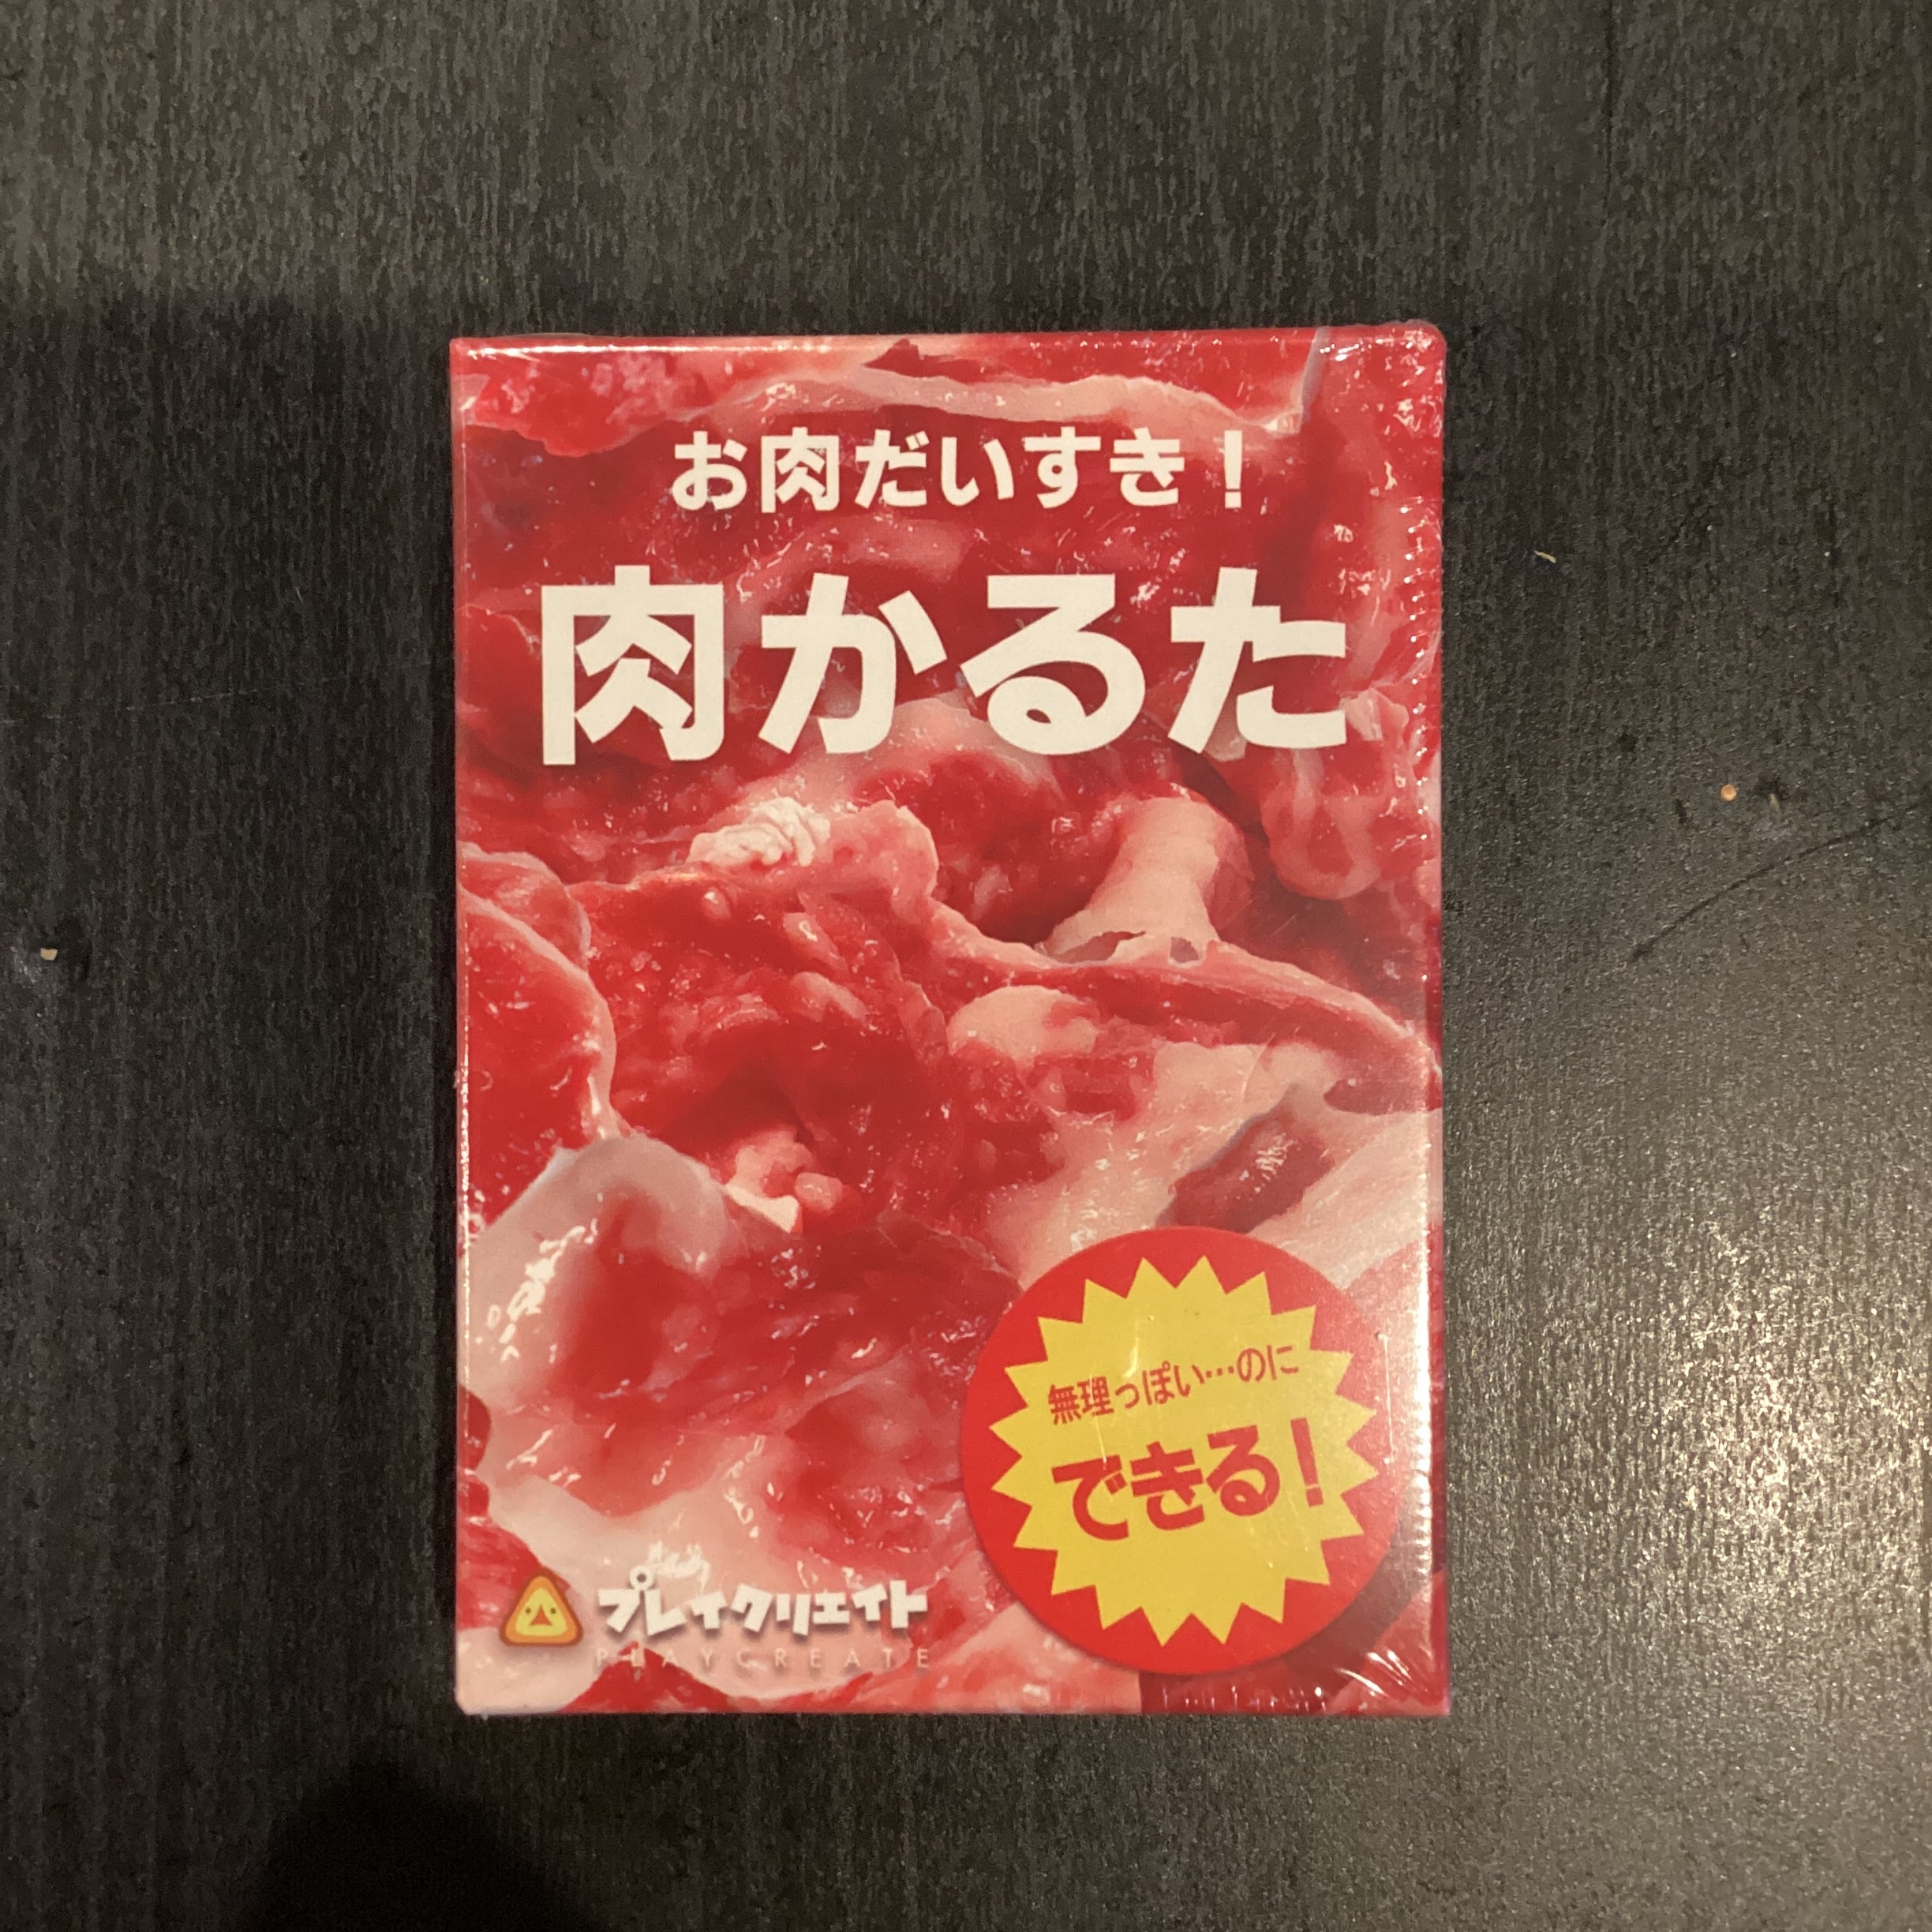 お肉だいすき！
肉かるた
無理っぽい…のに
できる！
プレイクリエイト
PLAYCREATE